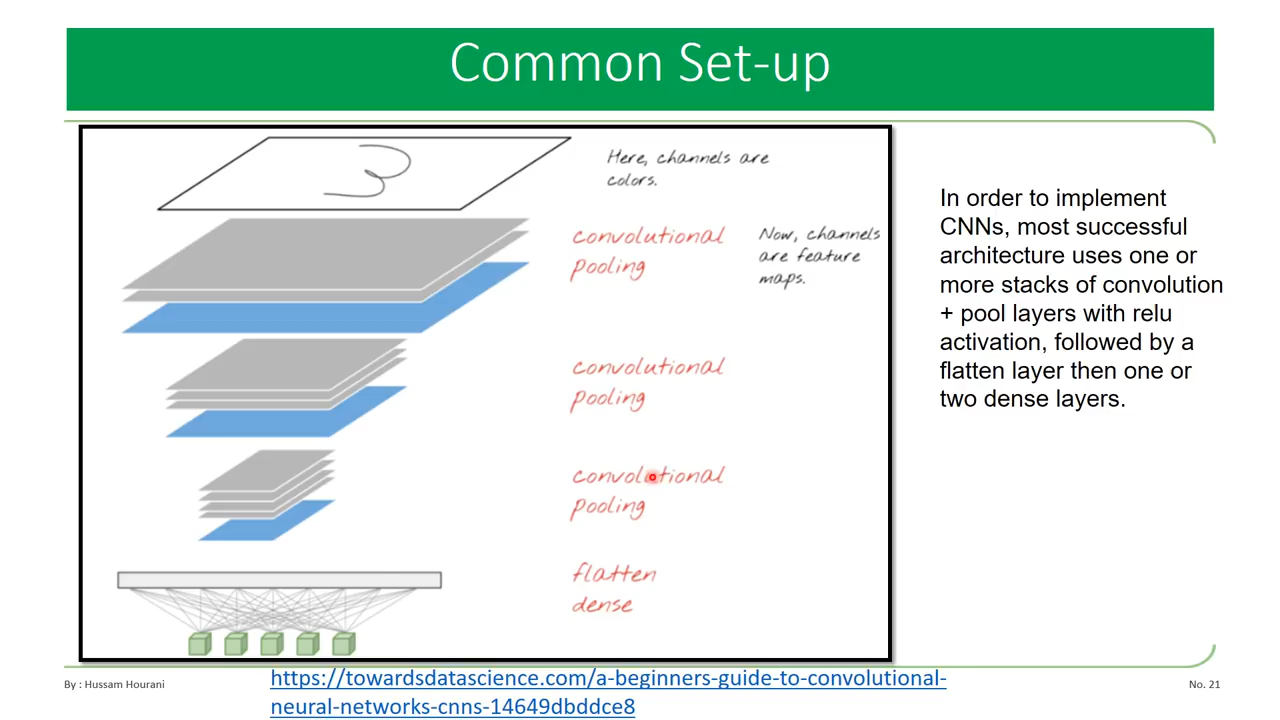 Common Set-up
3
Here, channels are
colors.
convolutional
pooling
Now, channels
are feature
maps.
convolutional
pooling
convolutional
pooling
flatten
dense
In order to implement
CNNs, most successful
architecture uses one or
more stacks of convolution
+ pool layers with relu
activation, followed by a
flatten layer then one or
two dense layers.
https://towardsdatascience.com/a-beginners-guide-to-convolutional-
neural-networks-cnns-14649dbddce8
By : Hussam Hourani
No. 21